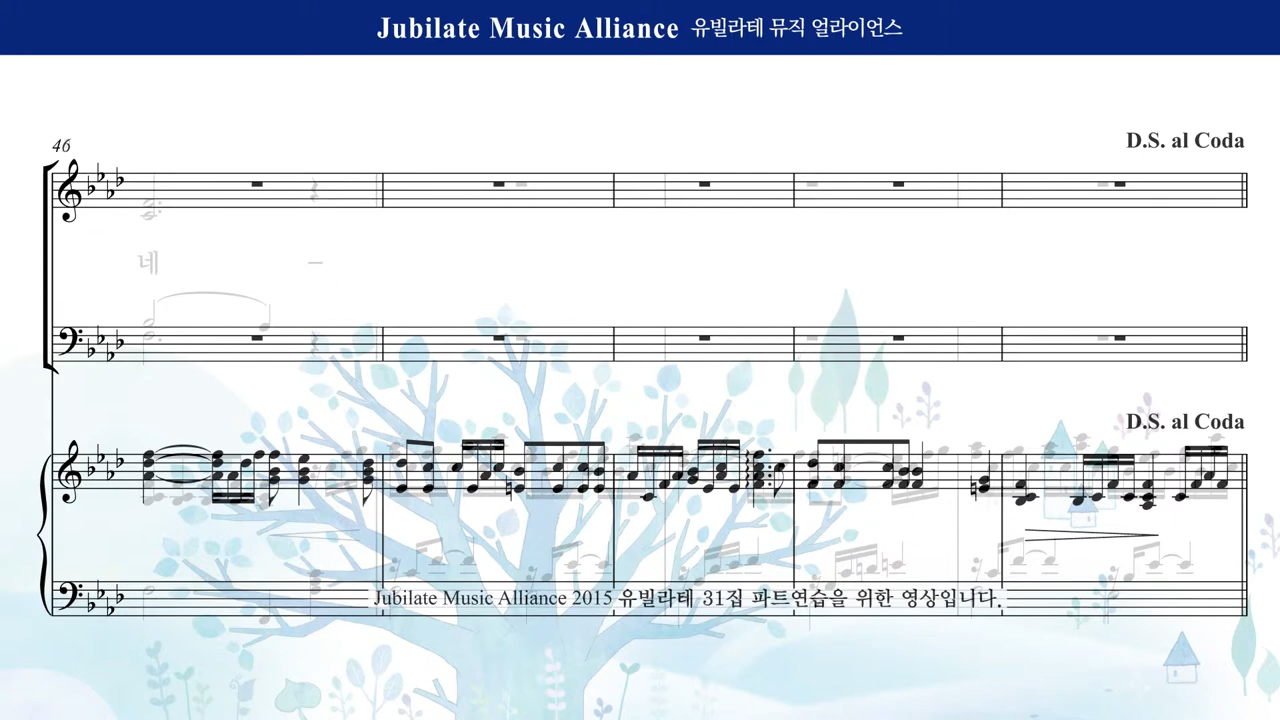 Jubilate Music Alliance 유빌라테 뮤직 얼라이언스
46
D.S. al Coda
네 –
D.S. al Coda
Jubilate Music Alliance 2015 유빌라테 31집 파트연습을 위한 영상입니다.